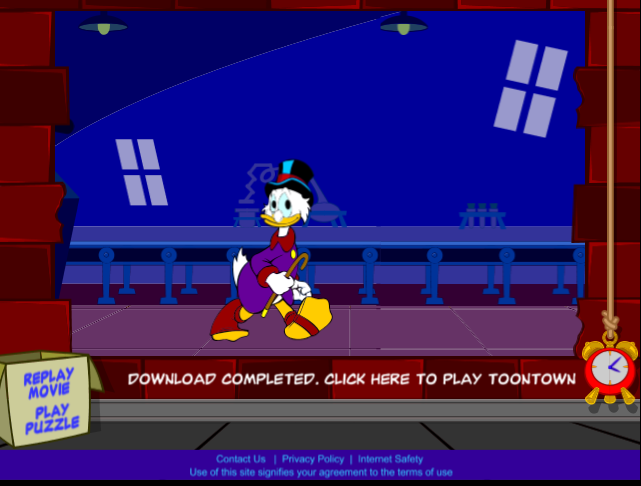 REPLAY
MOVIE
PLAY
PUZZLE
DOWNLOAD COMPLETED. CLICK HERE TO PLAY TOONTOWN
Contact Us | Privacy Policy | Internet Safety
Use of this site signifies your agreement to the terms of use